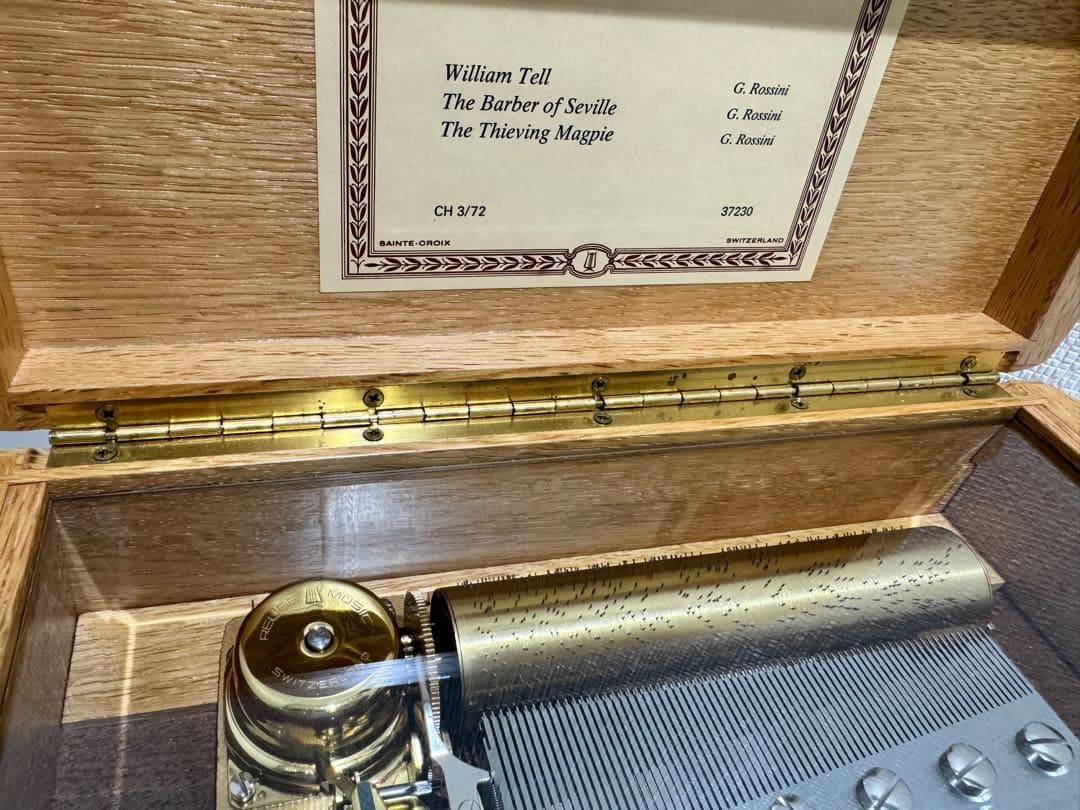 William Tell G. Rossini
The Barber of Seville G. Rossini
The Thieving Magpie G. Rossini
CH 3/72 37230
SAINTE-CROIX SWITZERLAND
REUGE MUSIC
SWITZERLAND